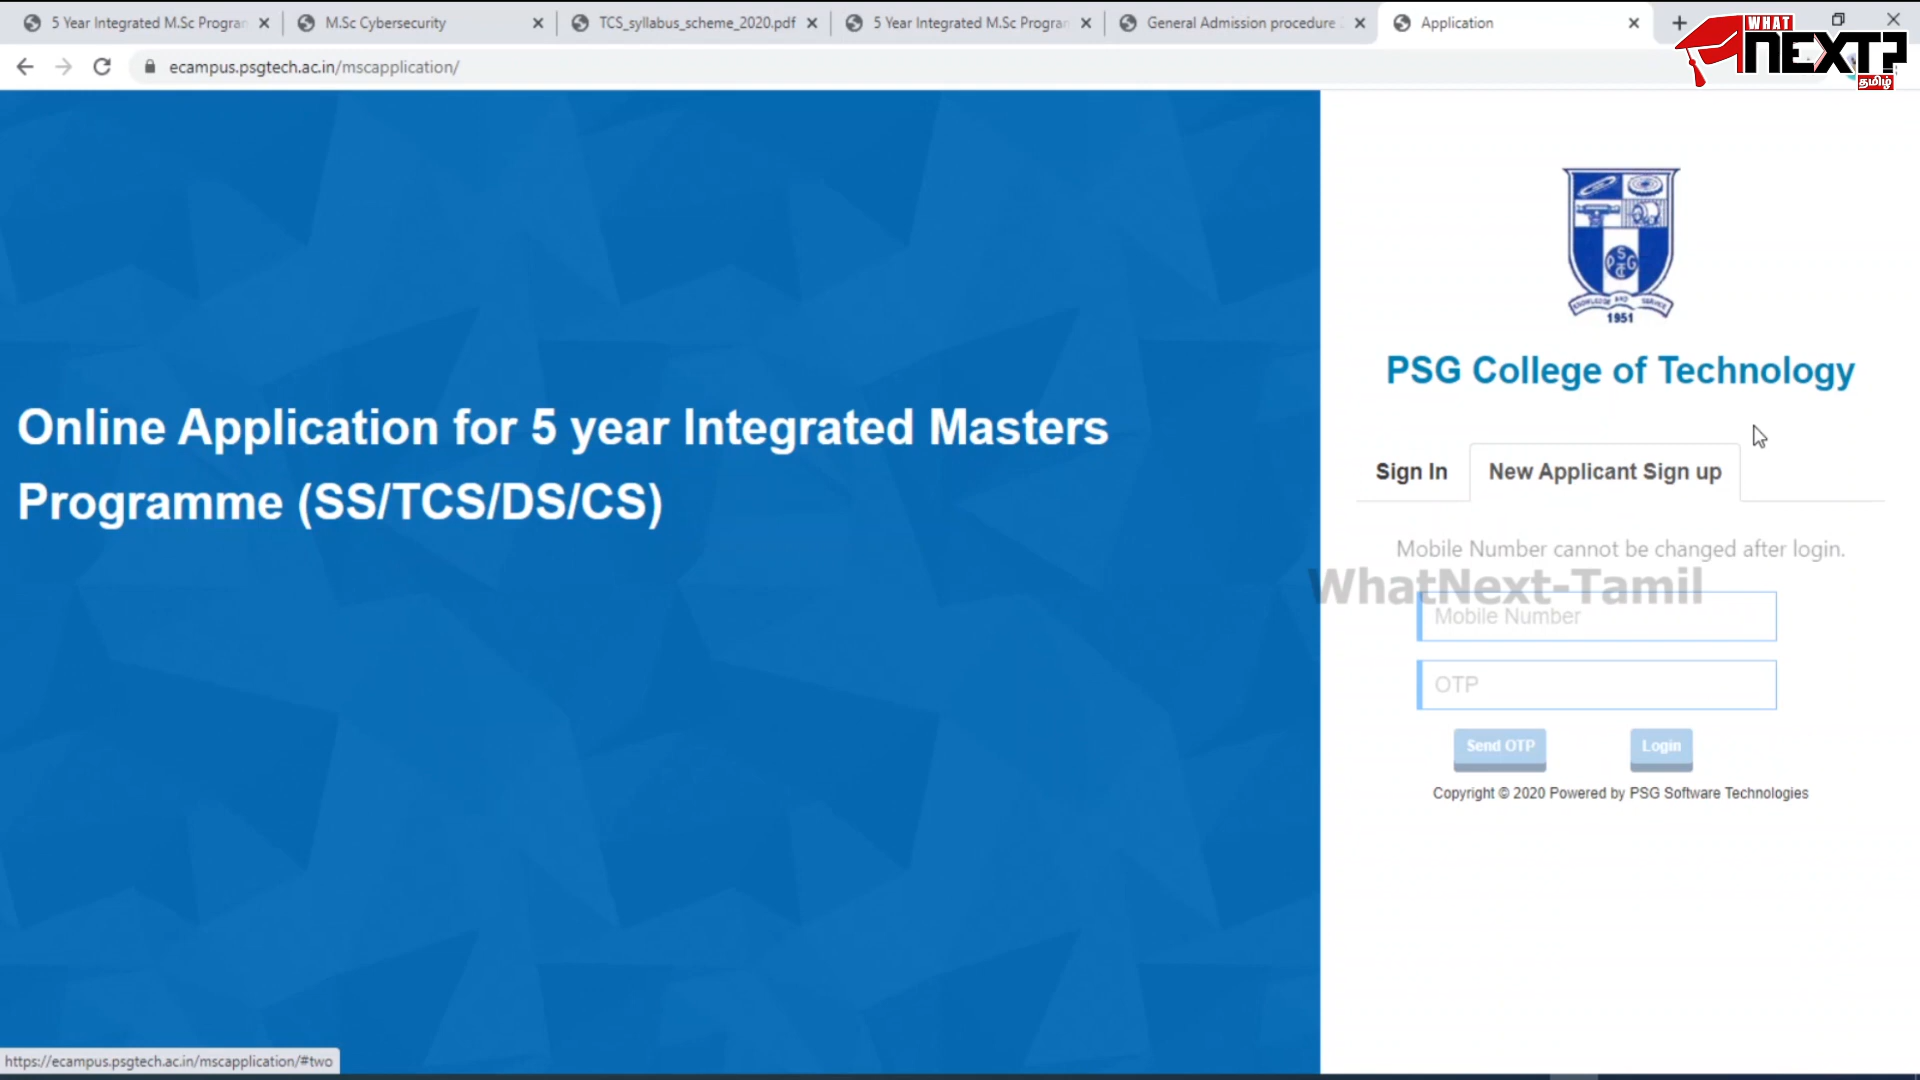 5 Year Integrated M.Sc Progra
M.Sc Cybersecurity
TCS_syllabus_scheme_2020.pdf
5 Year Integrated M.Sc Progra
General Admission procedure
Application
WHAT
NEXT?
தமிழ்
ecampus.psgtech.ac.in/mscapplication/
KNOWLEDGE AND SERVICE
1951
PSG College of Technology
Online Application for 5 year Integrated Masters
Programme (SS/TCS/DS/CS)
Sign In
New Applicant Sign up
Mobile Number cannot be changed after login.
WhatNext-Tamil
Mobile Number
OTP
Send OTP
Login
Copyright © 2020 Powered by PSG Software Technologies
https://ecampus.psgtech.ac.in/mscapplication/#two